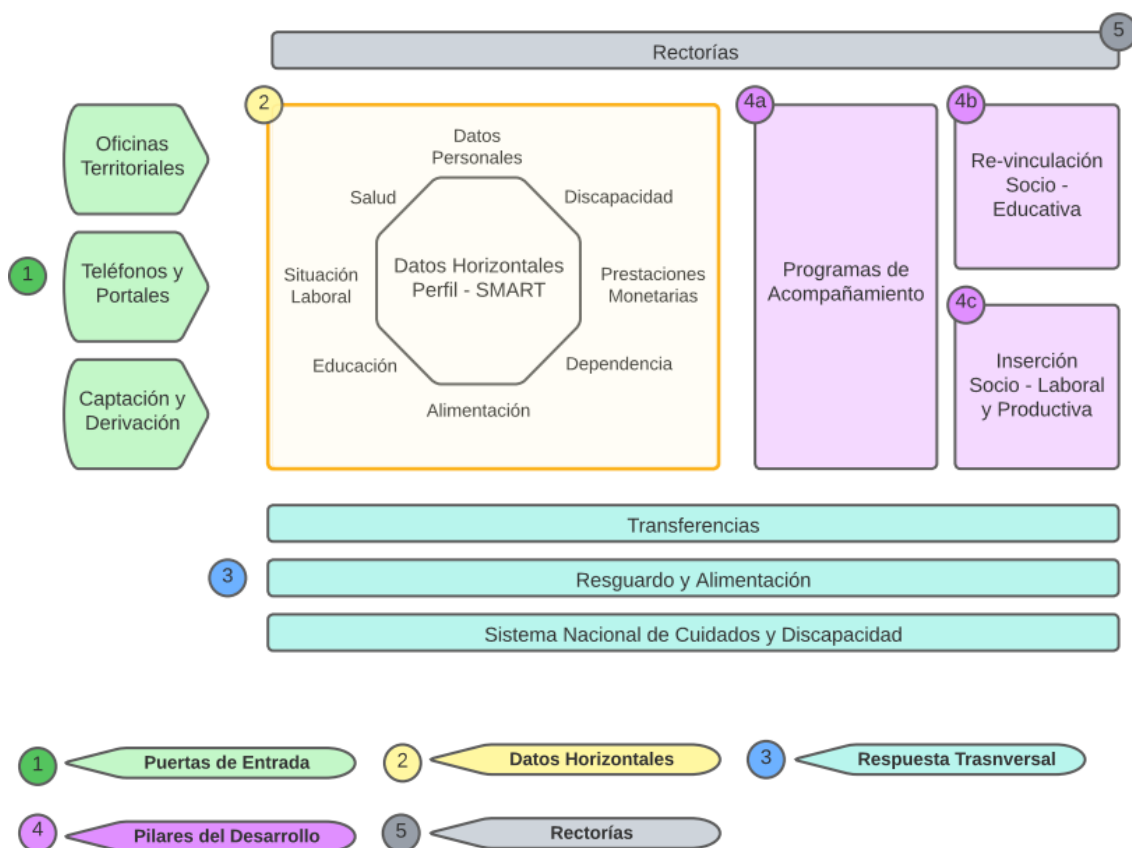 5
Rectorías
2
4a
4b
Oficinas
Territoriales
Datos
Personales
Salud
Discapacidad
Re-vinculación
Socio -
Educativa
1
Teléfonos y
Portales
Situación
Laboral
Datos Horizontales
Perfil - SMART
Prestaciones
Monetarias
Programas de
Acompañamiento
4c
Captación y
Derivación
Educación
Dependencia
Alimentación
Inserción
Socio - Laboral
y Productiva
Transferencias
3
Resguardo y Alimentación
Sistema Nacional de Cuidados y Discapacidad
1
Puertas de Entrada
2
Datos Horizontales
3
Respuesta Trasnversal
4
Pilares del Desarrollo
5
Rectorías